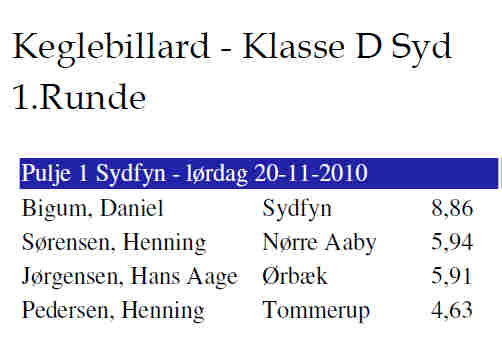 Keglebillard - Klasse D Syd
1.Runde
Pulje 1 Sydfyn - lørdag 20-11-2010
Bigum, Daniel Sydfyn 8,86
Sørensen, Henning Nørre Aaby 5,94
Jørgensen, Hans Aage Ørbæk 5,91
Pedersen, Henning Tommerup 4,63